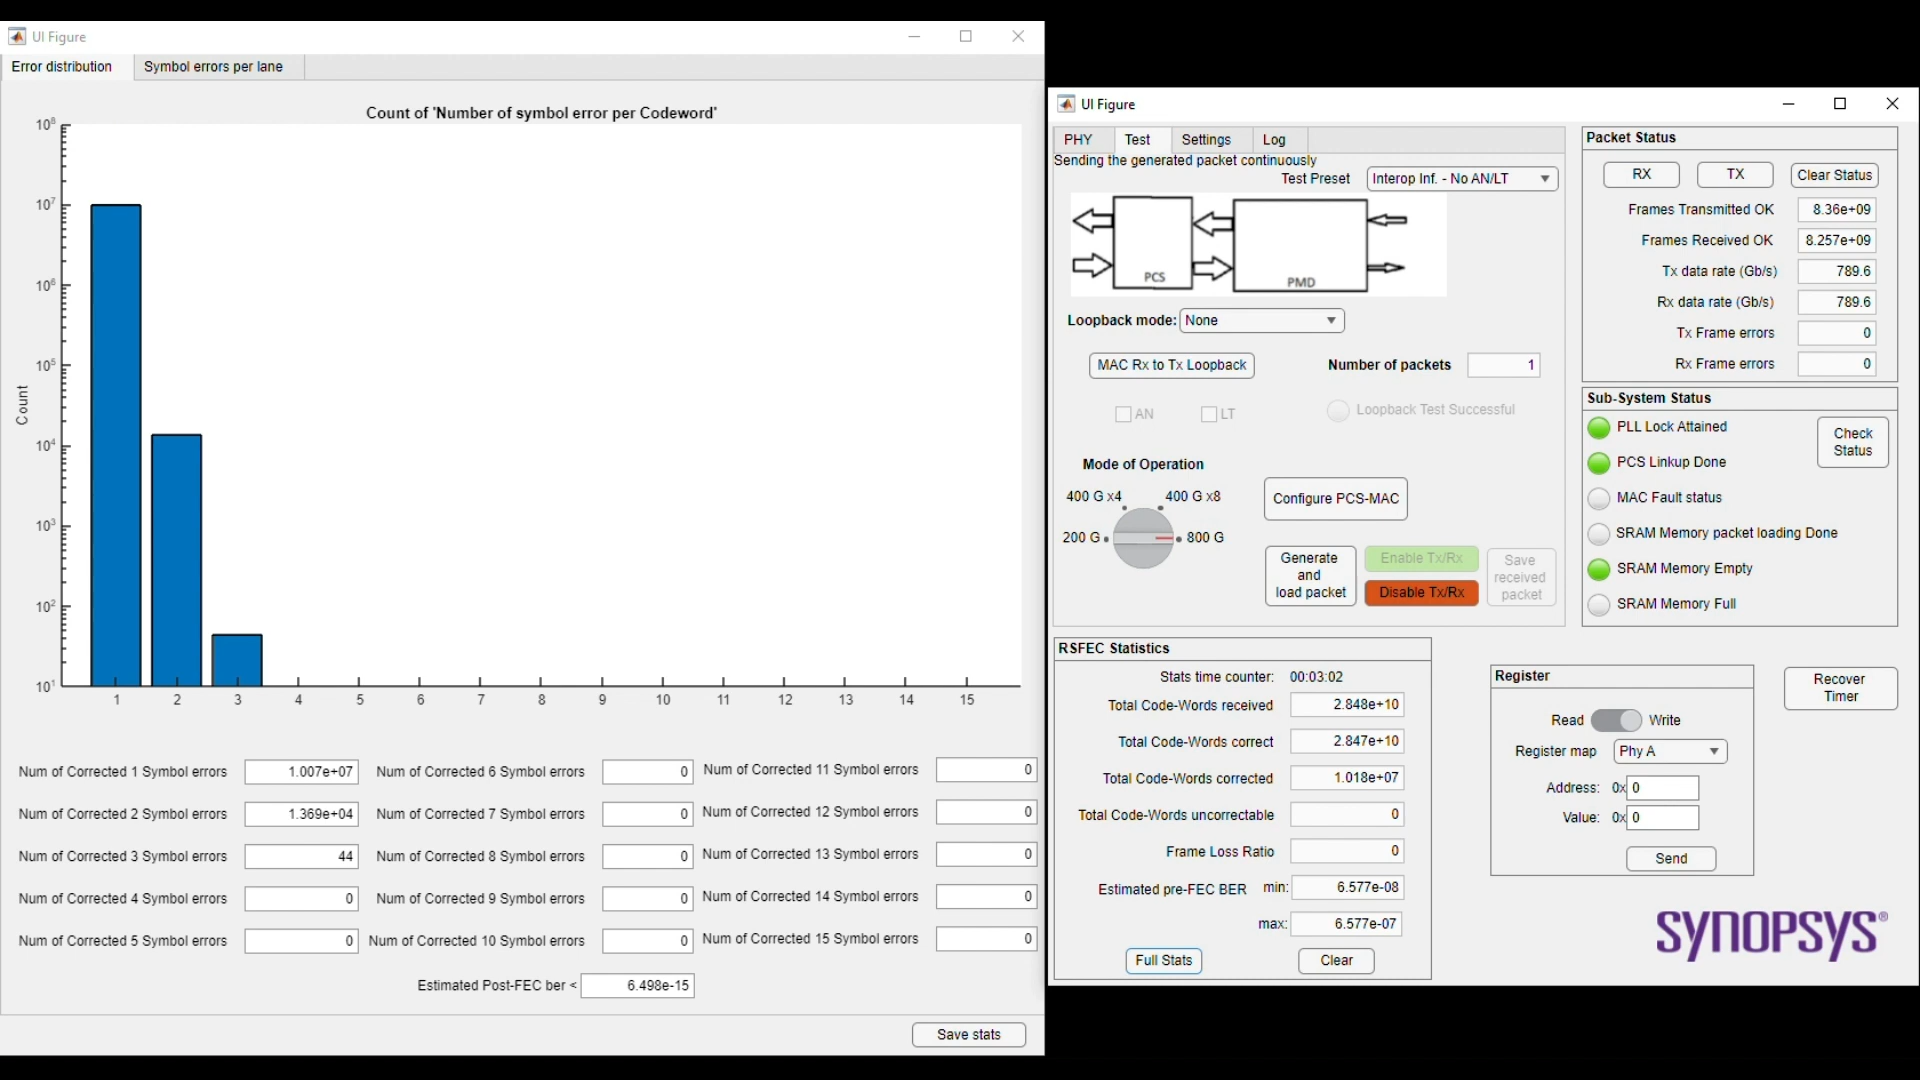 UI Figure
Error distribution
Symbol errors per lane
Count of 'Number of symbol error per Codeword'
10⁸
10⁷
10⁶
10⁵
10⁴
10³
10²
10¹
Count
1 2 3 4 5 6 7 8 9 10 11 12 13 14 15
Num of Corrected 1 Symbol errors 1.007e+07 Num of Corrected 6 Symbol errors 0 Num of Corrected 11 Symbol errors 0
Num of Corrected 2 Symbol errors 1.369e+04 Num of Corrected 7 Symbol errors 0 Num of Corrected 12 Symbol errors 0
Num of Corrected 3 Symbol errors 44 Num of Corrected 8 Symbol errors 0 Num of Corrected 13 Symbol errors 0
Num of Corrected 4 Symbol errors 0 Num of Corrected 9 Symbol errors 0 Num of Corrected 14 Symbol errors 0
Num of Corrected 5 Symbol errors 0 Num of Corrected 10 Symbol errors 0 Num of Corrected 15 Symbol errors 0
Estimated Post-FEC ber < 6.498e-15
Save stats
UI Figure
PHY Test Settings Log
Sending the generated packet continuously
Test Preset Interop Inf. - No AN/LT
PCS
PMD
Loopback mode: None
MAC Rx to Tx Loopback
Number of packets 1
AN LT
Loopback Test Successful
Mode of Operation
400 G x4 400 G x8
200 G 800 G
Configure PCS-MAC
Generate
and
load packet
Enable Tx/Rx
Disable Tx/Rx
Save
received
packet
Packet Status
RX TX Clear Status
Frames Transmitted OK 8.36e+09
Frames Received OK 8.257e+09
Tx data rate (Gb/s) 789.6
Rx data rate (Gb/s) 789.6
Tx Frame errors 0
Rx Frame errors 0
Sub-System Status
PLL Lock Attained
PCS Linkup Done
MAC Fault status
SRAM Memory packet loading Done
SRAM Memory Empty
SRAM Memory Full
Check
Status
RSFEC Statistics
Stats time counter: 00:03:02
Total Code-Words received 2.848e+10
Total Code-Words correct 2.847e+10
Total Code-Words corrected 1.018e+07
Total Code-Words uncorrectable 0
Frame Loss Ratio 0
Estimated pre-FEC BER min: 6.577e-08
max: 6.577e-07
Full Stats Clear
Register
Read Write
Register map Phy A
Address: 0x 0
Value: 0x 0
Send
Recover
Timer
SYNOPSYS®